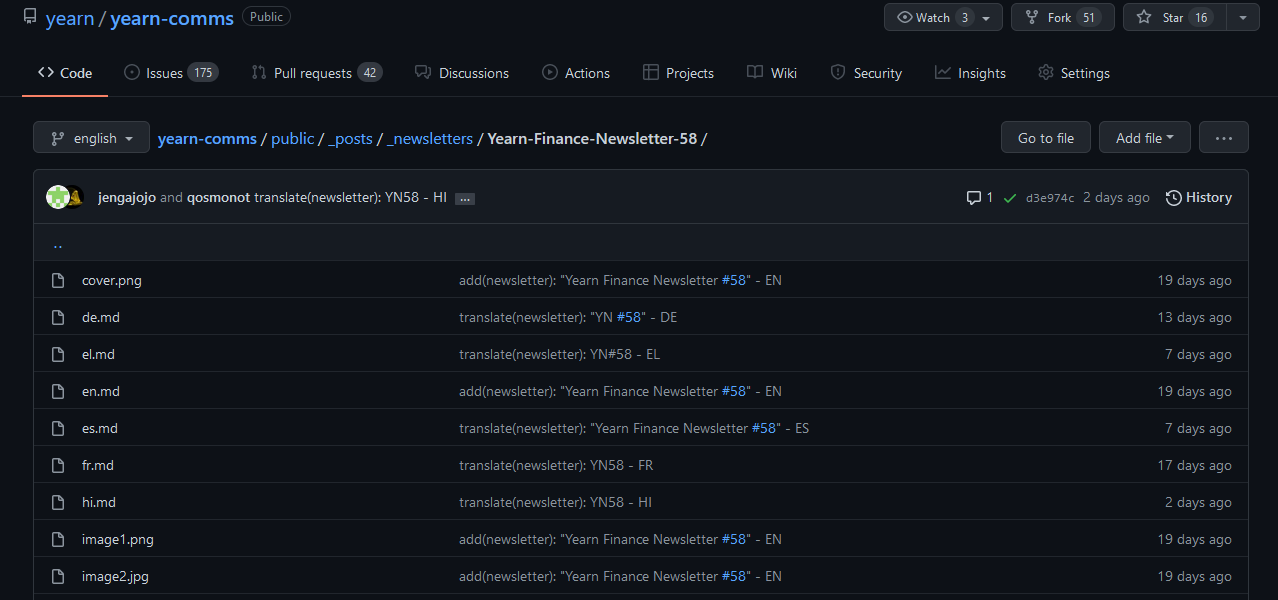 yearn / yearn-comms Public Watch 3 Fork 51 Star 16
Code Issues 175 Pull requests 42 Discussions Actions Projects Wiki Security Insights Settings
english yearn-comms / public / _posts / _newsletters / Yearn-Finance-Newsletter-58 / Go to file Add file ...
jengajojo and qosmonot translate(newsletter): YN58 - HI ... 1 d3e974c 2 days ago History
..
cover.png add(newsletter): "Yearn Finance Newsletter #58" - EN 19 days ago
de.md translate(newsletter): "YN #58" - DE 13 days ago
el.md translate(newsletter): YN#58 - EL 7 days ago
en.md add(newsletter): "Yearn Finance Newsletter #58" - EN 19 days ago
es.md translate(newsletter): "Yearn Finance Newsletter #58" - ES 7 days ago
fr.md translate(newsletter): YN58 - FR 17 days ago
hi.md translate(newsletter): YN58 - HI 2 days ago
image1.png add(newsletter): "Yearn Finance Newsletter #58" - EN 19 days ago
image2.jpg add(newsletter): "Yearn Finance Newsletter #58" - EN 19 days ago